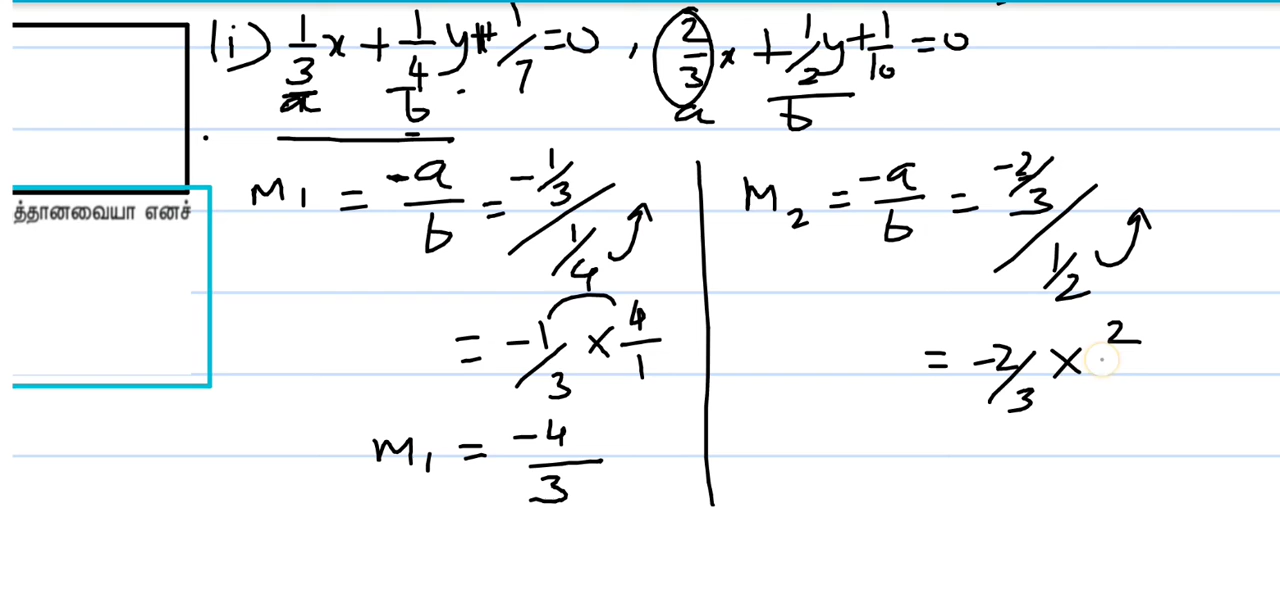 (i) 1/3 x + 1/4 y + 1/7 = 0 , 2/3 x + 1/2 y + 1/10 = 0
a b a b
m1 = -a/b = -1/3 / 1/4
= -1/3 × 4/1
m1 = -4/3
m2 = -a/b = -2/3 / 1/2
= -2/3 × 2
த்தானவையா எனச்